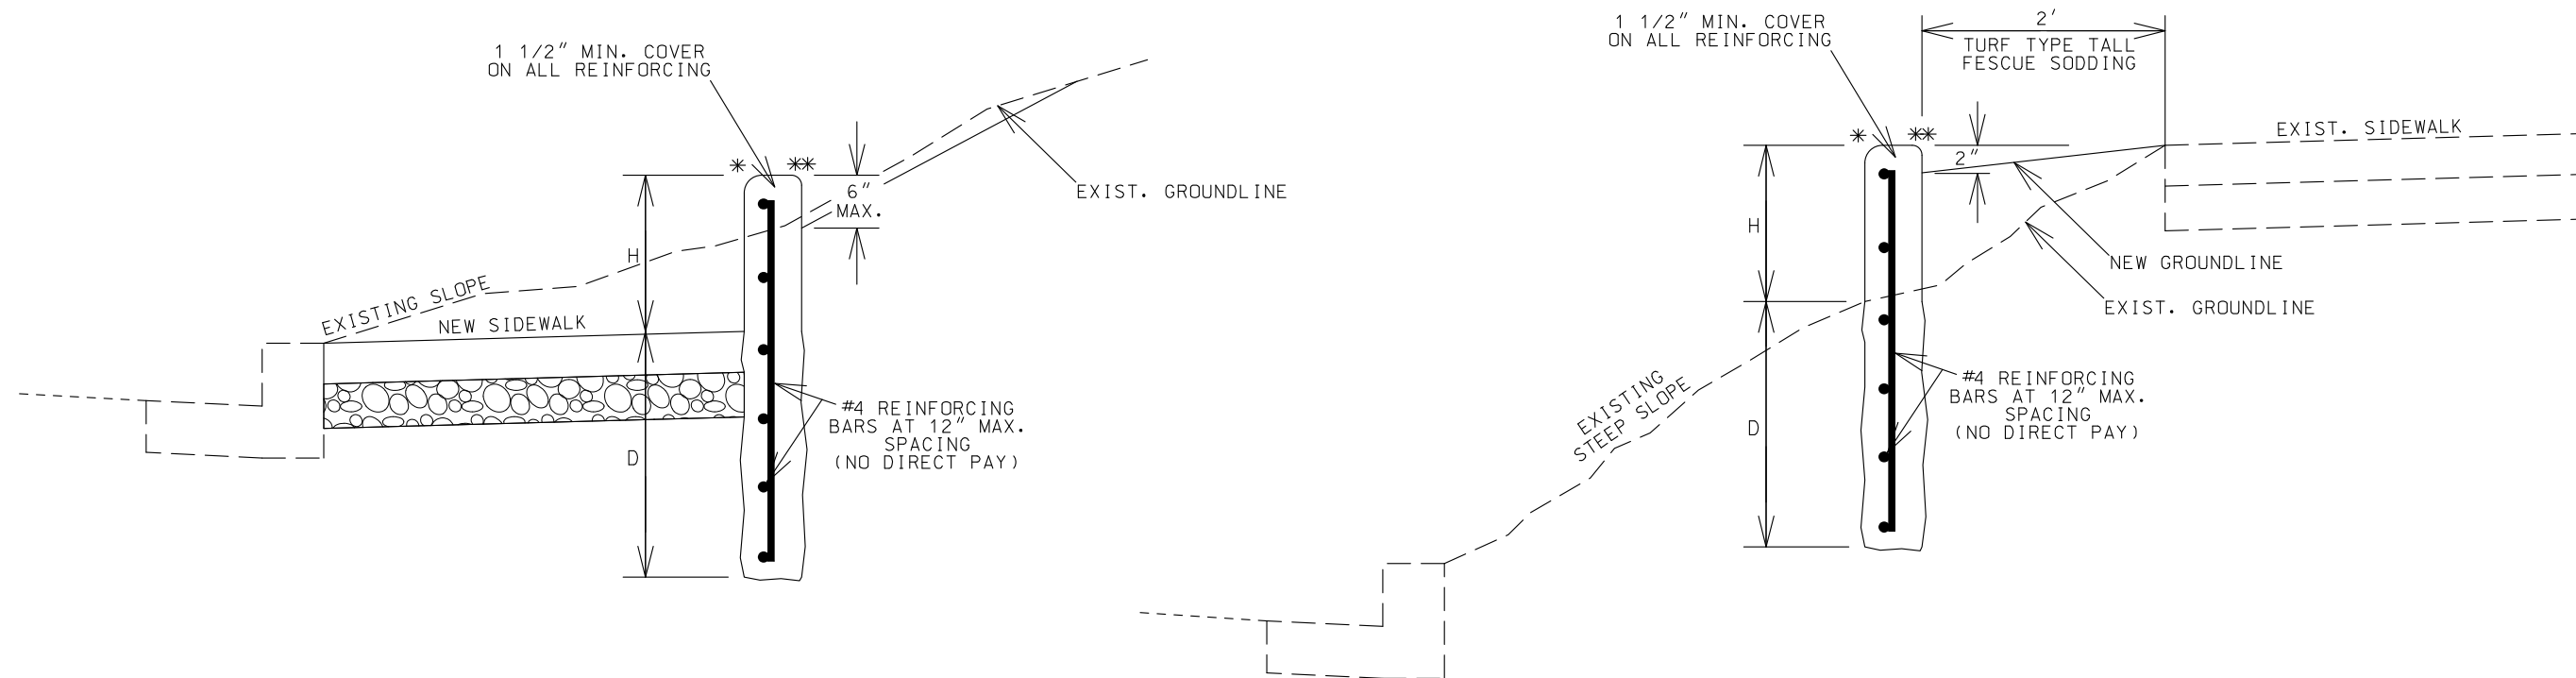 1 1/2" MIN. COVER
ON ALL REINFORCING
* **
6"
MAX.
EXIST. GROUNDLINE
H
EXISTING SLOPE
NEW SIDEWALK
#4 REINFORCING
BARS AT 12" MAX.
SPACING
(NO DIRECT PAY)
D
1 1/2" MIN. COVER
ON ALL REINFORCING
2'
TURF TYPE TALL
FESCUE SODDING
* **
EXIST. SIDEWALK
2"
H
NEW GROUNDLINE
EXIST. GROUNDLINE
EXISTING
STEEP SLOPE
#4 REINFORCING
BARS AT 12" MAX.
SPACING
(NO DIRECT PAY)
D